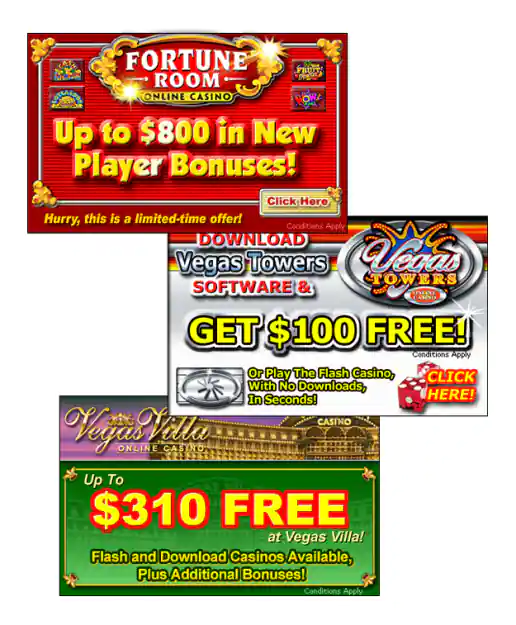 FORTUNE
ROOM
ONLINE CASINO
Up to $800 in New
Player Bonuses!
Click Here
Hurry, this is a limited-time offer!
Conditions Apply
DOWNLOAD
Vegas Towers
SOFTWARE &
Vegas
TOWERS
GET $100 FREE!
Conditions Apply
Or Play The Flash Casino,
With No Downloads,
In Seconds!
CLICK
HERE!
Vegas Villa
ONLINE CASINO
CASINO
Up To
$310 FREE
at Vegas Villa!
Flash and Download Casinos Available,
Plus Additional Bonuses!
Conditions Apply